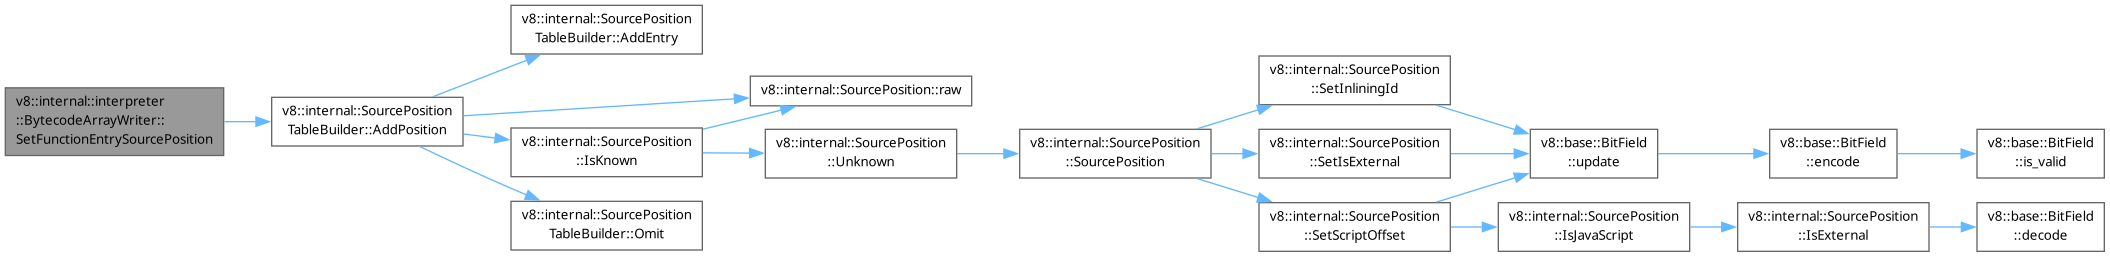 v8::internal::interpreter
::BytecodeArrayWriter::
SetFunctionEntrySourcePosition
v8::internal::SourcePosition
TableBuilder::AddPosition
v8::internal::SourcePosition
TableBuilder::AddEntry
v8::internal::SourcePosition::raw
v8::internal::SourcePosition
::IsKnown
v8::internal::SourcePosition
TableBuilder::Omit
v8::internal::SourcePosition
::Unknown
v8::internal::SourcePosition
::SourcePosition
v8::internal::SourcePosition
::SetInliningId
v8::internal::SourcePosition
::SetIsExternal
v8::internal::SourcePosition
::SetScriptOffset
v8::base::BitField
::update
v8::internal::SourcePosition
::IsJavaScript
v8::base::BitField
::encode
v8::internal::SourcePosition
::IsExternal
v8::base::BitField
::is_valid
v8::base::BitField
::decode